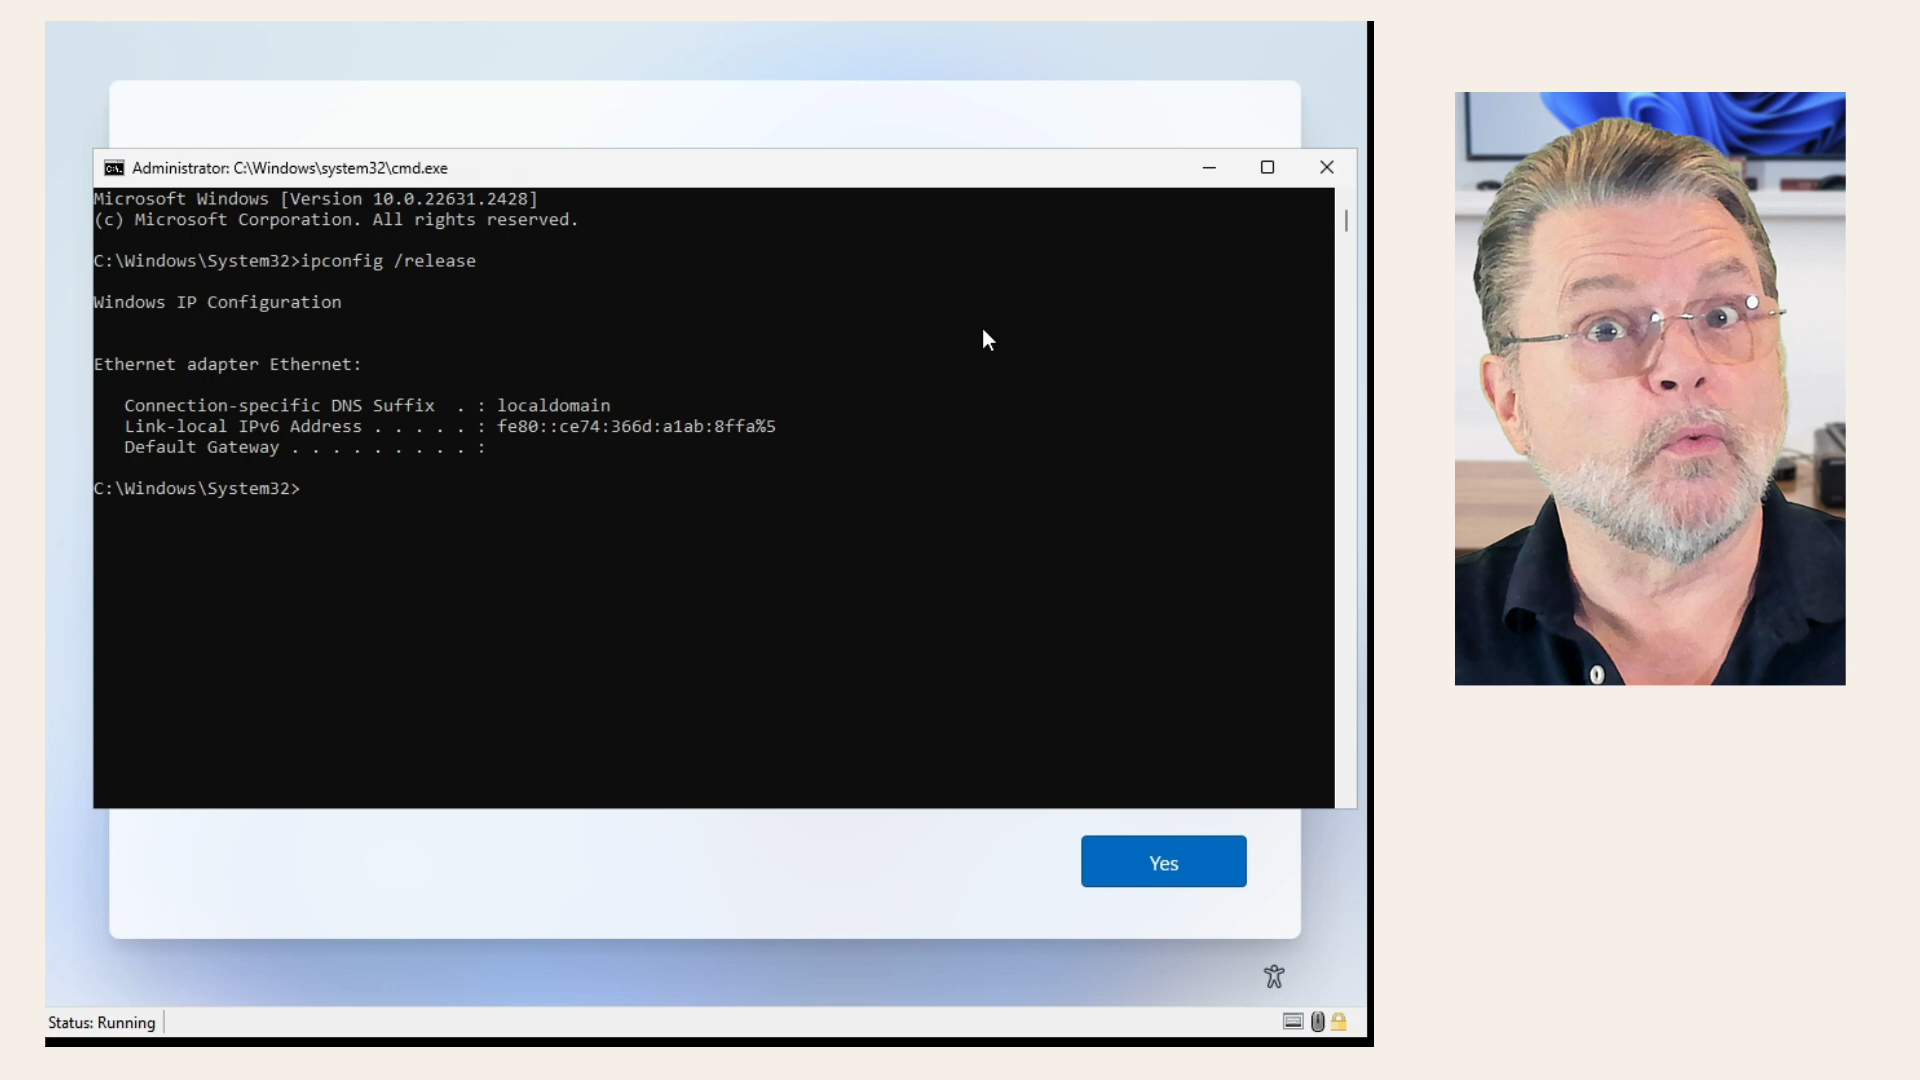 Administrator: C:\Windows\system32\cmd.exe
Microsoft Windows [Version 10.0.22631.2428]
(c) Microsoft Corporation. All rights reserved.
C:\Windows\System32>ipconfig /release
Windows IP Configuration
Ethernet adapter Ethernet:
Connection-specific DNS Suffix  . : localdomain
Link-local IPv6 Address . . . . . : fe80::ce74:366d:a1ab:8ffa%5
Default Gateway . . . . . . . . . :
C:\Windows\System32>
Yes
Status: Running